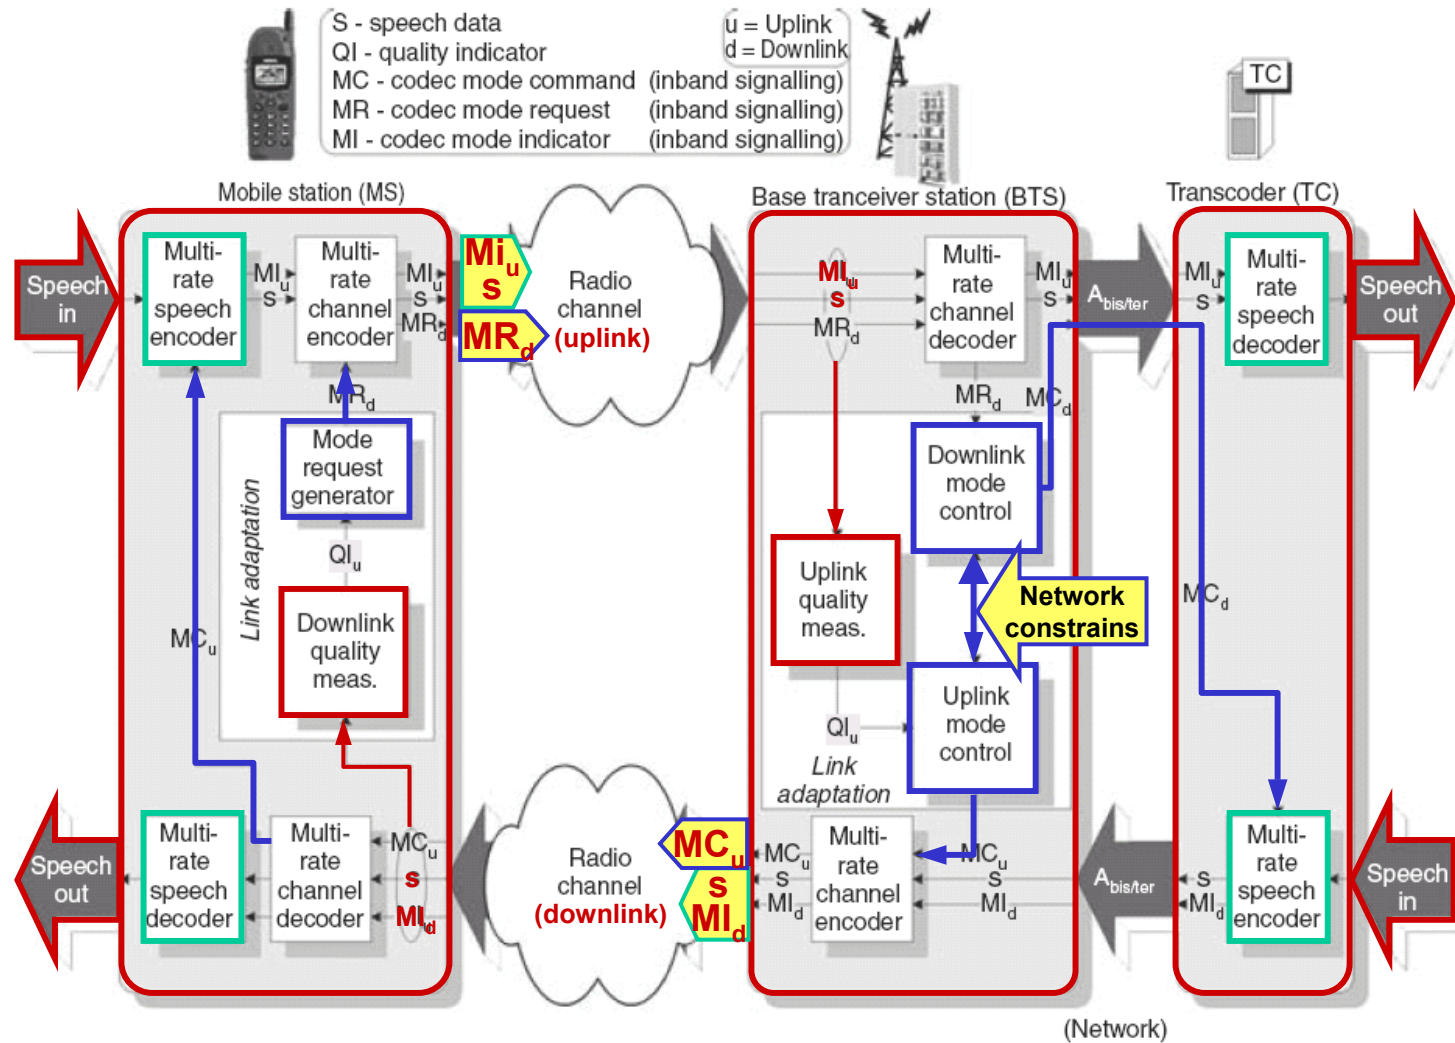 S - speech data
QI - quality indicator
MC - codec mode command (inband signalling)
MR - codec mode request (inband signalling)
MI - codec mode indicator (inband signalling)
u = Uplink
d = Downlink
TC
Mobile station (MS)
Base tranceiver station (BTS)
Transcoder (TC)
Speech
in
Multi-
rate
speech
encoder
MIu
S
Multi-
rate
channel
encoder
MIu
S
MRd
Miu
s
MRd
Radio
channel
(uplink)
MIu
s
MRd
Multi-
rate
channel
decoder
MIu
S
Abis/ter
MIu
S
Multi-
rate
speech
decoder
Speech
out
MRd
MRd
MCd
Link adaptation
Mode
request
generator
QIu
Downlink
quality
meas.
MCu
Downlink
mode
control
Uplink
quality
meas.
Network
constrains
MCd
QIu
Uplink
mode
control
Link
adaptation
Speech
out
Multi-
rate
speech
decoder
Multi-
rate
channel
decoder
MCu
s
MId
Radio
channel
(downlink)
MCu
s
MId
MCu
S
MId
Multi-
rate
channel
encoder
MCu
S
MId
Abis/ter
S
MId
Multi-
rate
speech
encoder
Speech
in
(Network)